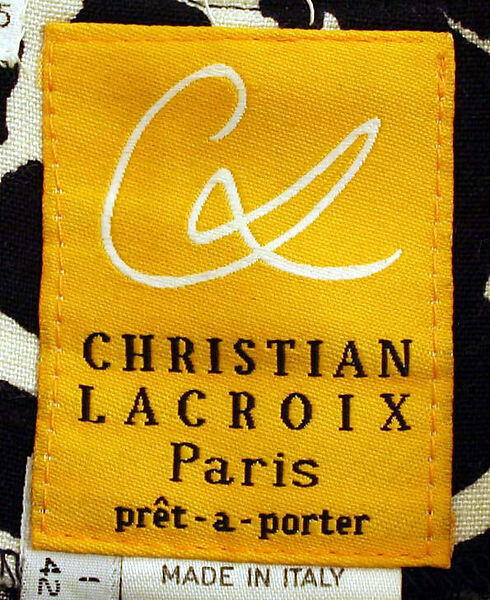 CHRISTIAN
LACROIX
Paris
prêt-a-porter
MADE IN ITALY
I 42